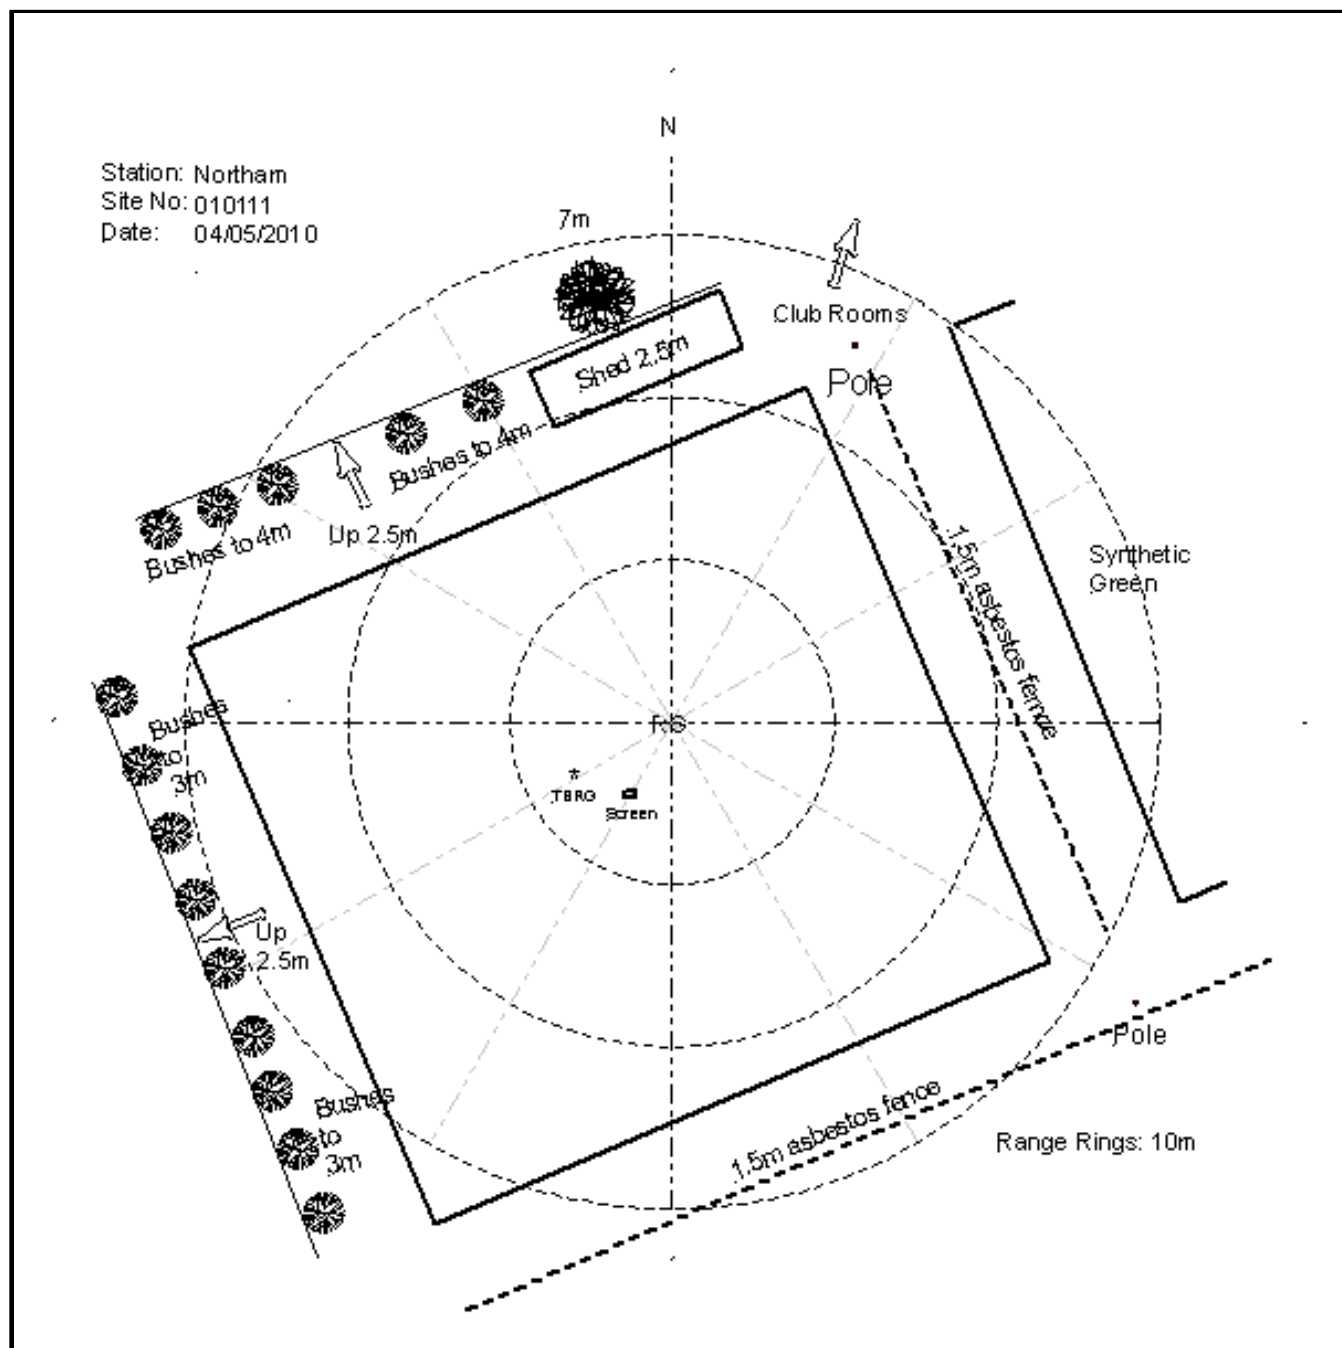 N
Station: Northam
Site No: 010111
Date: 04/05/2010
7m
Club Rooms
Shed 2.5m
Pole
Bushes to 4m
Up 2.5m
Bushes to 4m
1.5m asbestos fence
Synthetic
Green
Bushes
to
3m
RG
TBRG
Screen
Up
2.5m
Pole
Bushes
to
3m
1.5m asbestos fence
Range Rings: 10m